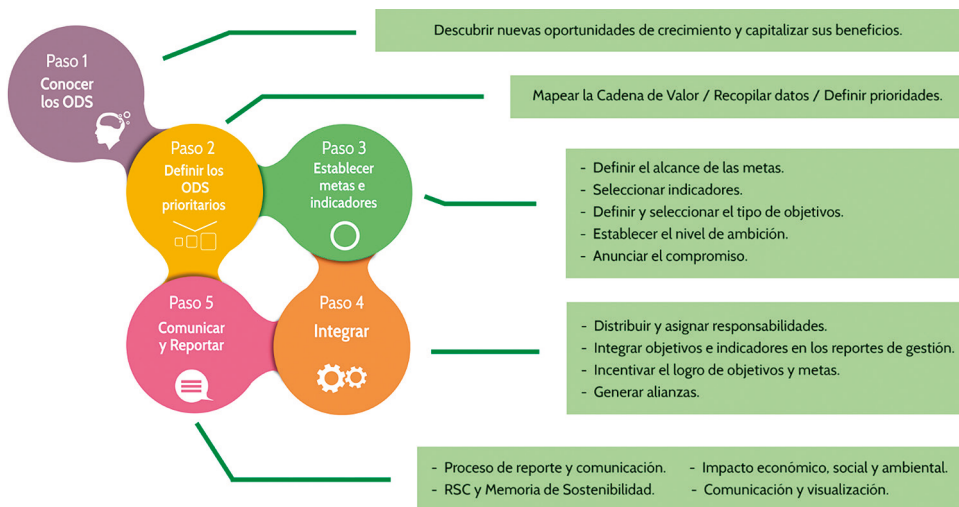 Paso 1
Conocer
los ODS
Descubrir nuevas oportunidades de crecimiento y capitalizar sus beneficios.
Paso 2
Definir los
ODS
prioritarios
Mapear la Cadena de Valor / Recopilar datos / Definir prioridades.
Paso 3
Establecer
metas e
indicadores
- Definir el alcance de las metas.
- Seleccionar indicadores.
- Definir y seleccionar el tipo de objetivos.
- Establecer el nivel de ambición.
- Anunciar el compromiso.
Paso 4
Integrar
- Distribuir y asignar responsabilidades.
- Integrar objetivos e indicadores en los reportes de gestión.
- Incentivar el logro de objetivos y metas.
- Generar alianzas.
Paso 5
Comunicar
y Reportar
- Proceso de reporte y comunicación.
- RSC y Memoria de Sostenibilidad.
- Impacto económico, social y ambiental.
- Comunicación y visualización.